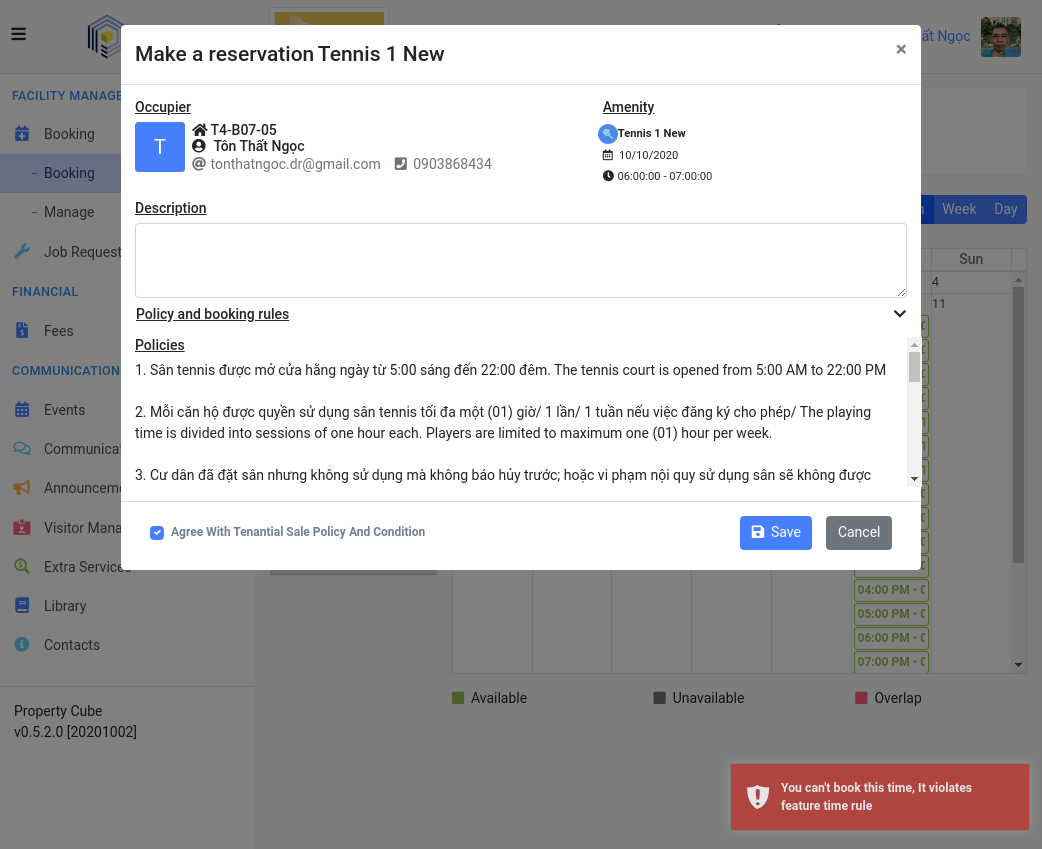 Make a reservation Tennis 1 New
×
ất Ngọc
FACILITY MANAGE
Booking
Booking
Manage
Job Request
FINANCIAL
Fees
COMMUNICATION
Events
Communicat
Announceme
Visitor Mana
Extra Services
Library
Contacts
Property Cube
v0.5.2.0 [20201002]
Occupier
T
T4-B07-05
Tôn Thất Ngọc
@ tonthatngoc.dr@gmail.com 0903868434
Amenity
Tennis 1 New
10/10/2020
06:00:00 - 07:00:00
Description
Policy and booking rules
Policies
1. Sân tennis được mở cửa hằng ngày từ 5:00 sáng đến 22:00 đêm. The tennis court is opened from 5:00 AM to 22:00 PM
2. Mỗi căn hộ được quyền sử dụng sân tennis tối đa một (01) giờ/ 1 lần/ 1 tuần nếu việc đăng ký cho phép/ The playing
time is divided into sessions of one hour each. Players are limited to maximum one (01) hour per week.
3. Cư dân đã đặt sân nhưng không sử dụng mà không báo hủy trước; hoặc vi phạm nội quy sử dụng sân sẽ không được
Agree With Tenantial Sale Policy And Condition
Save
Cancel
Week Day
Sun
4
11
04:00 PM - 0
05:00 PM - 0
06:00 PM - 0
07:00 PM - 0
Available
Unavailable
Overlap
You can't book this time, It violates
feature time rule